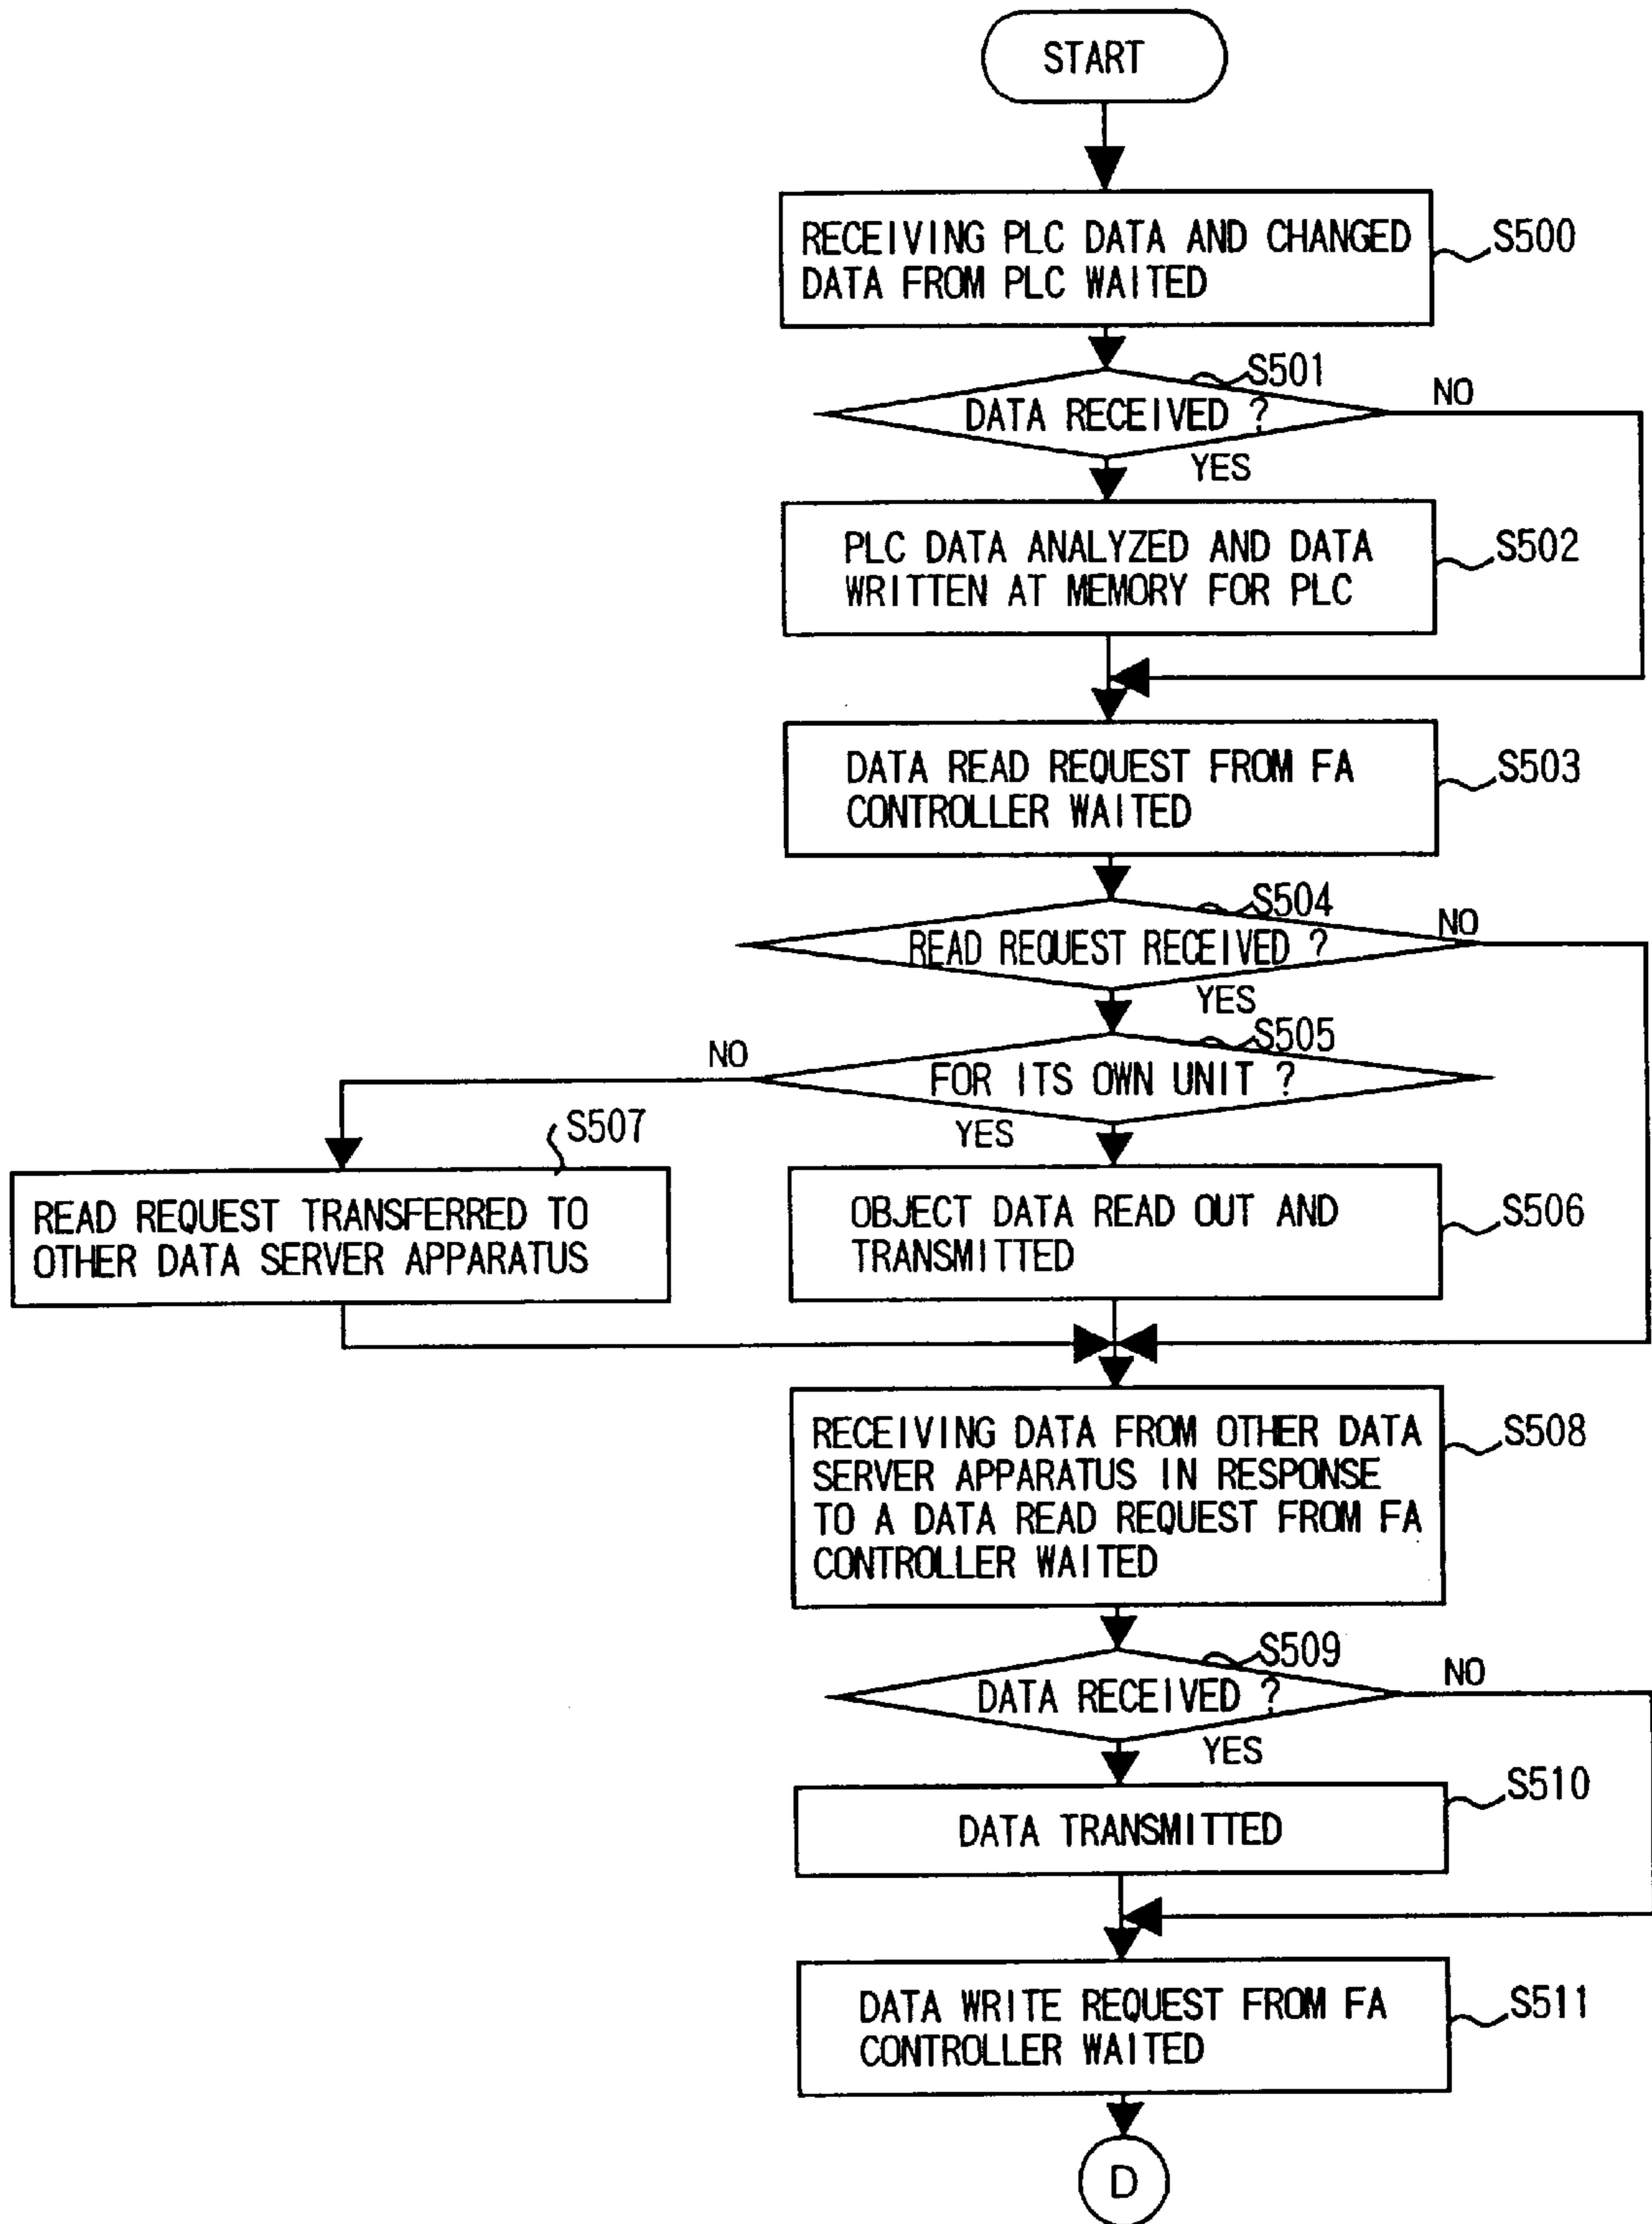 START
RECEIVING PLC DATA AND CHANGED
DATA FROM PLC WAITED
S500
S501
DATA RECEIVED ?
NO
YES
PLC DATA ANALYZED AND DATA
WRITTEN AT MEMORY FOR PLC
S502
DATA READ REQUEST FROM FA
CONTROLLER WAITED
S503
S504
READ REQUEST RECEIVED ?
NO
YES
S505
FOR ITS OWN UNIT ?
NO
YES
S507
READ REQUEST TRANSFERRED TO
OTHER DATA SERVER APPARATUS
OBJECT DATA READ OUT AND
TRANSMITTED
S506
RECEIVING DATA FROM OTHER DATA
SERVER APPARATUS IN RESPONSE
TO A DATA READ REQUEST FROM FA
CONTROLLER WAITED
S508
S509
DATA RECEIVED ?
NO
YES
S510
DATA TRANSMITTED
DATA WRITE REQUEST FROM FA
CONTROLLER WAITED
S511
D